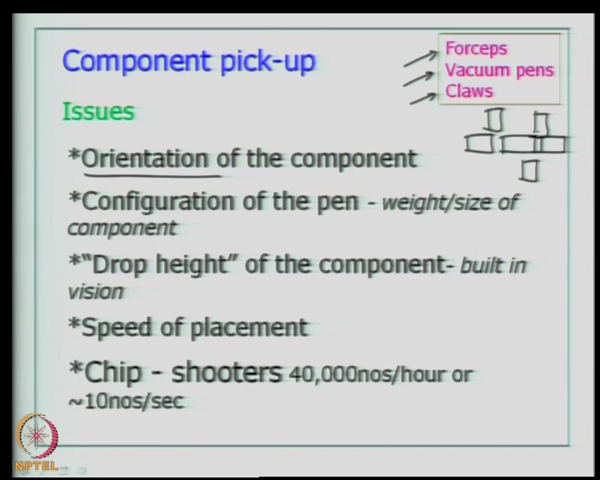 Component pick-up
Forceps
Vacuum pens
Claws
Issues
*Orientation of the component
*Configuration of the pen - weight/size of
component
*“Drop height” of the component- built in
vision
*Speed of placement
*Chip - shooters 40,000nos/hour or
~10nos/sec
NPTEL